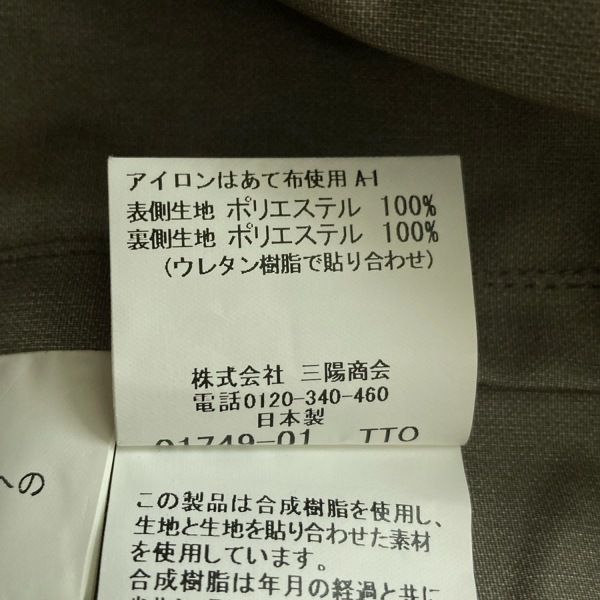 アイロンはあて布使用 A-1
表側生地 ポリエステル 100%
裏側生地 ポリエステル 100%
(ウレタン樹脂で貼り合わせ)
株式会社 三陽商会
電話0120-340-460
日本製
01749-01 TTO
への
この製品は合成樹脂を使用し、
生地と生地を貼り合わせた素材
を使用しています。
合成樹脂は年月の経過と共に